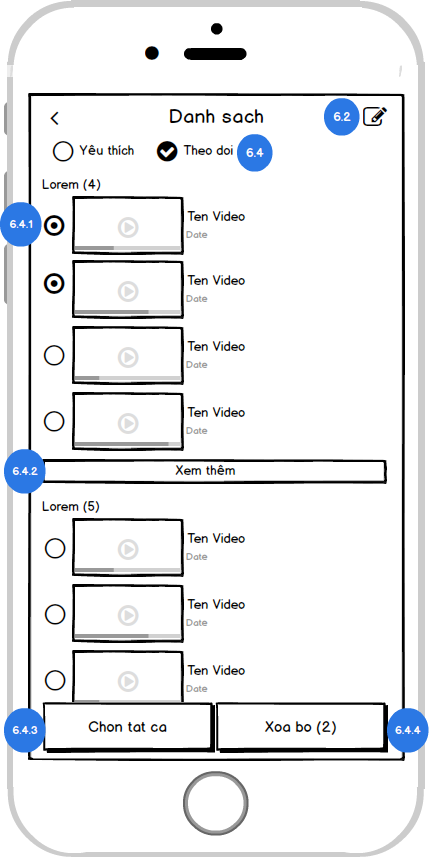 Danh sach
6.2
Yêu thích
Theo doi
6.4
Lorem (4)
6.4.1
Ten Video
Date
Ten Video
Date
Ten Video
Date
Ten Video
Date
6.4.2
Xem thêm
Lorem (5)
Ten Video
Date
Ten Video
Date
Ten Video
Date
6.4.3
Chon tat ca
Xoa bo (2)
6.4.4